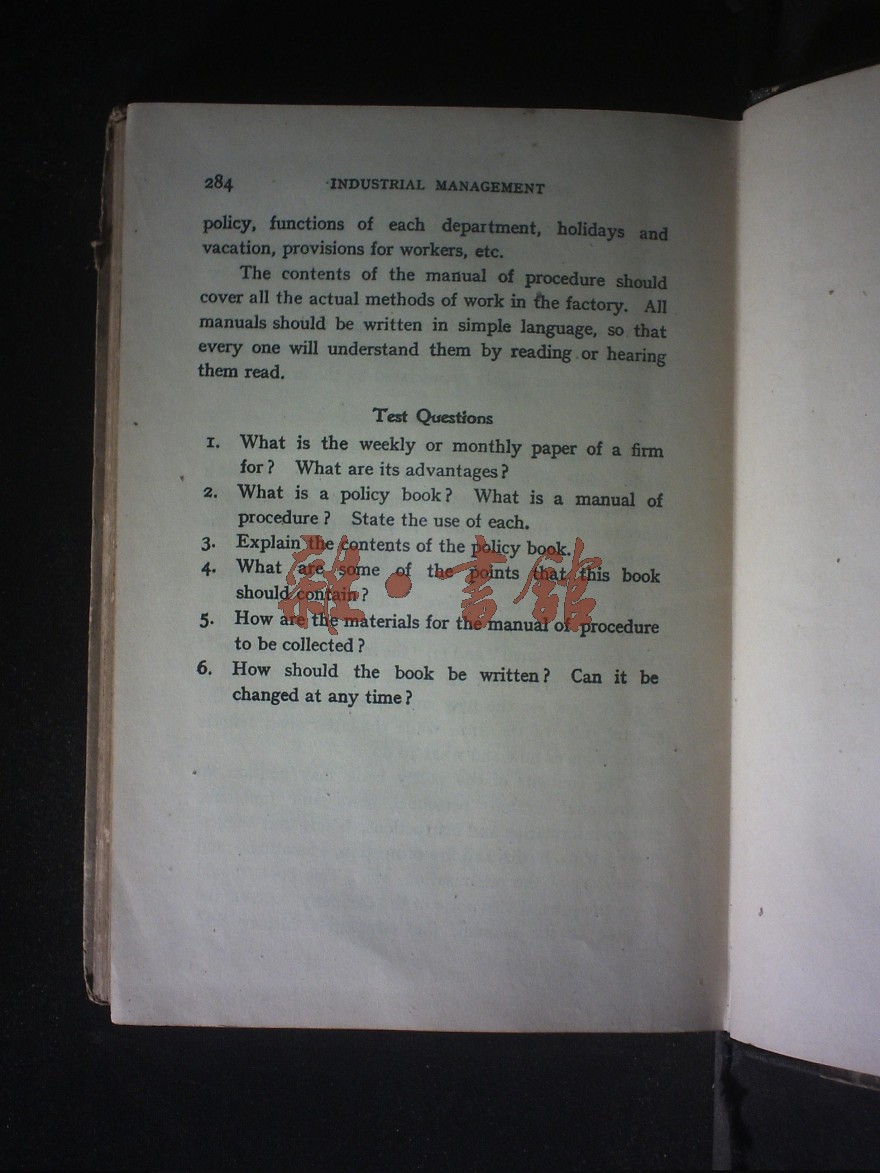 284 INDUSTRIAL MANAGEMENT
policy, functions of each department, holidays and
vacation, provisions for workers, etc.
The contents of the manual of procedure should
cover all the actual methods of work in the factory. All
manuals should be written in simple language, so that
every one will understand them by reading or hearing
them read.
Test Questions
1. What is the weekly or monthly paper of a firm
for? What are its advantages?
2. What is a policy book? What is a manual of
procedure? State the use of each.
3. Explain the contents of the policy book.
4. What are some of the points that this book
should contain?
5. How are the materials for the manual of procedure
to be collected?
6. How should the book be written? Can it be
changed at any time?
雜·書館